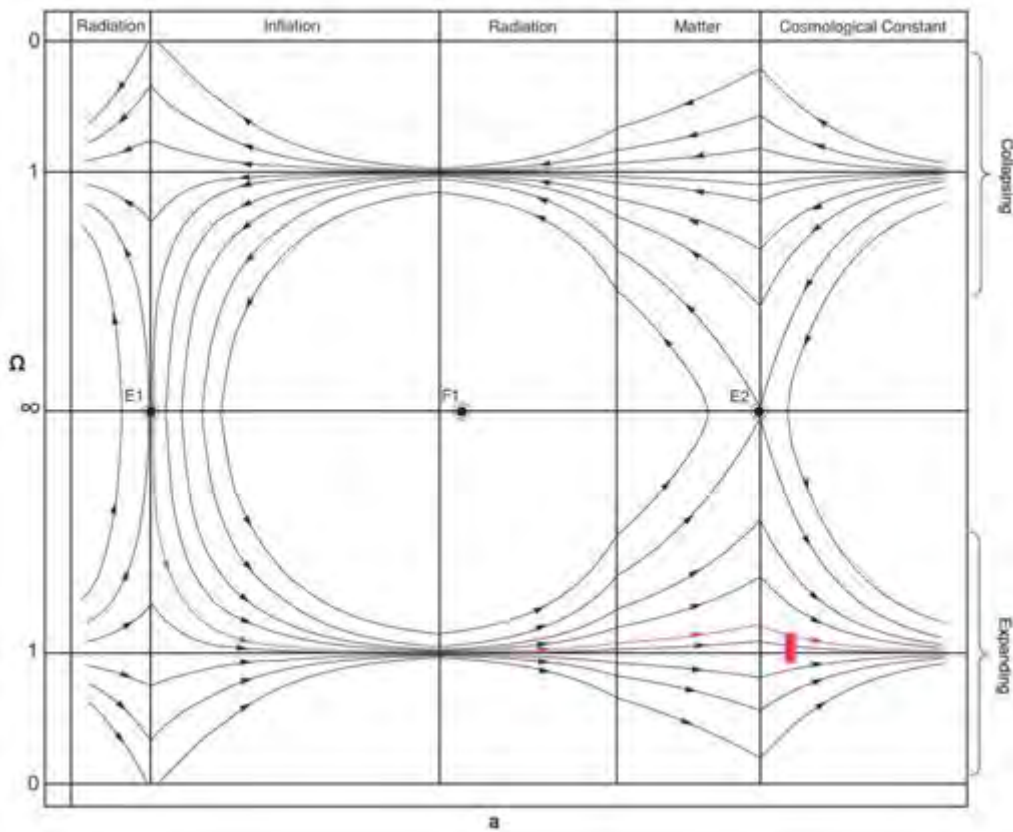 Radiation Inflation Radiation Matter Cosmological Constant
0
Collapsing
1
Ω
E1 F1 E2
∞
1
Expanding
0
a